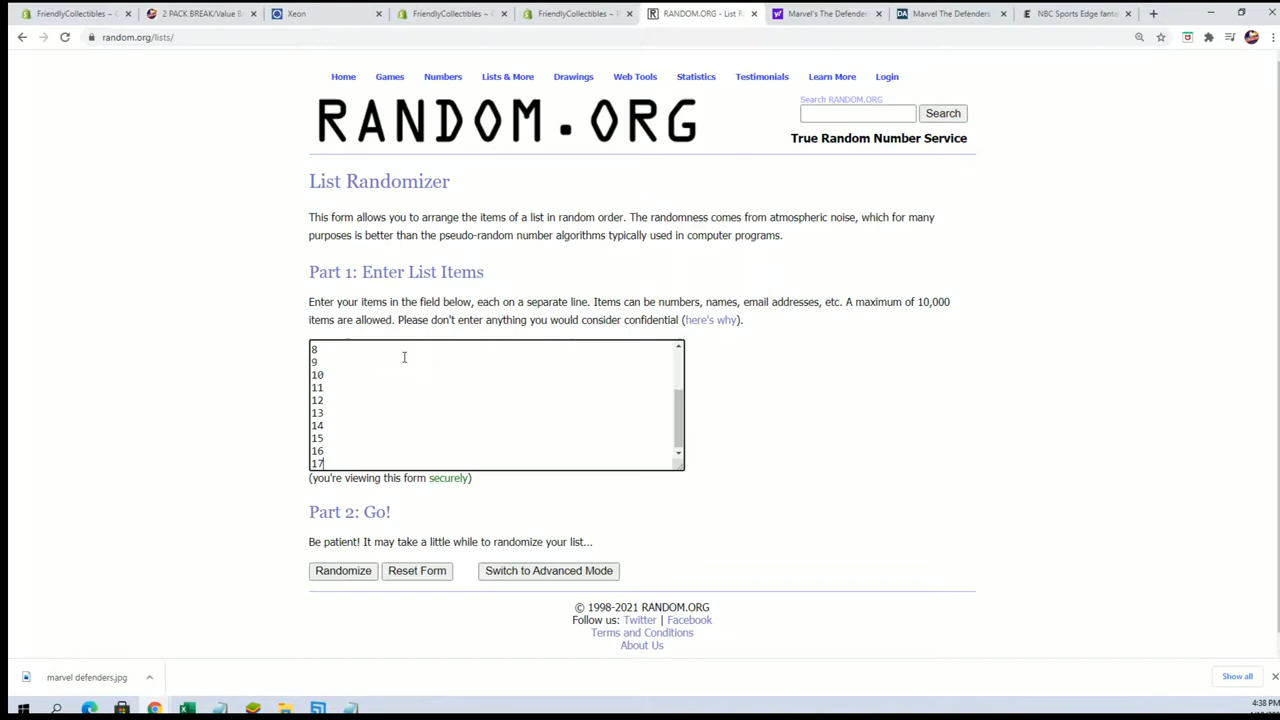 FriendlyCollectibles ~ C
2 PACK BREAK/Value B
Xeon
FriendlyCollectibles ~ C
FriendlyCollectibles ~
RANDOM.ORG - List R
Marvel's The Defender
Marvel The Defenders
NBC Sports Edge fanta
random.org/lists/
Home Games Numbers Lists & More Drawings Web Tools Statistics Testimonials Learn More Login
RANDOM.ORG
Search RANDOM.ORG
Search
True Random Number Service
List Randomizer
This form allows you to arrange the items of a list in random order. The randomness comes from atmospheric noise, which for many
purposes is better than the pseudo-random number algorithms typically used in computer programs.
Part 1: Enter List Items
Enter your items in the field below, each on a separate line. Items can be numbers, names, email addresses, etc. A maximum of 10,000
items are allowed. Please don't enter anything you would consider confidential (here's why).
8
9
10
11
12
13
14
15
16
17
(you're viewing this form securely)
Part 2: Go!
Be patient! It may take a little while to randomize your list...
Randomize Reset Form Switch to Advanced Mode
© 1998-2021 RANDOM.ORG
Follow us: Twitter | Facebook
Terms and Conditions
About Us
marvel defenders.jpg
Show all
4:38 PM